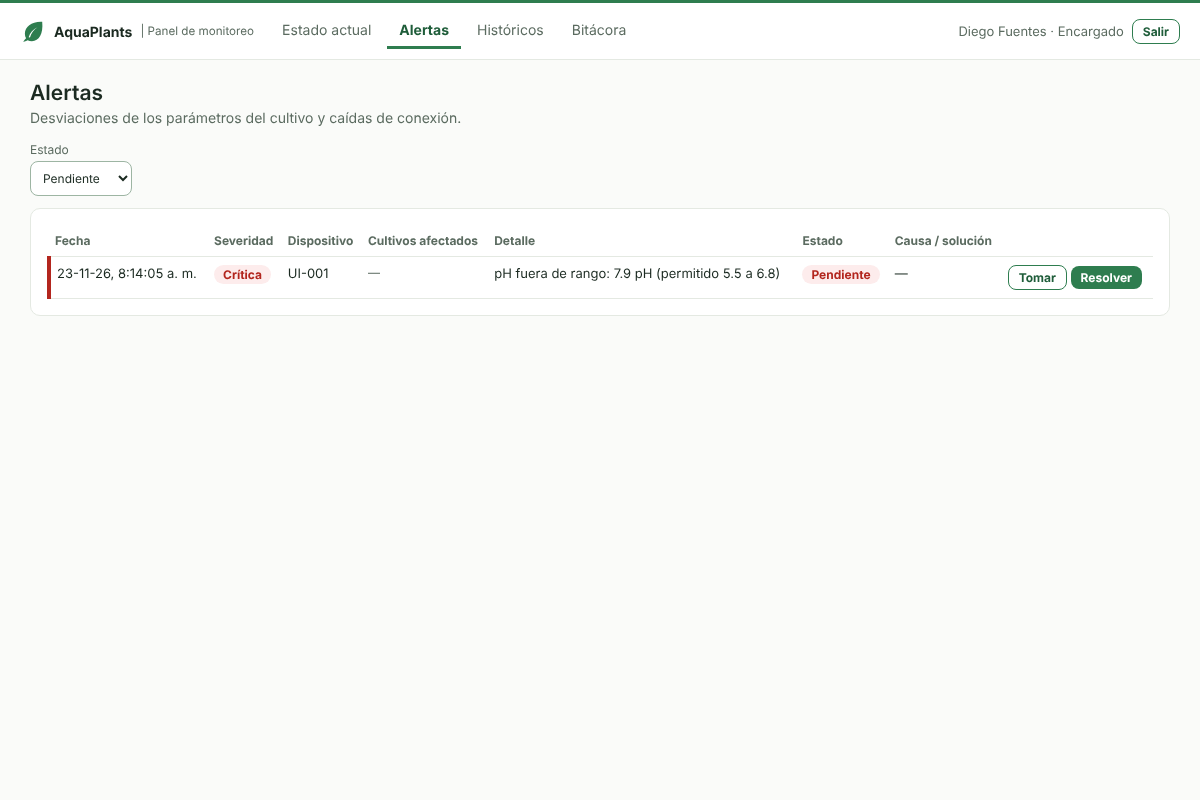 AquaPlants | Panel de monitoreo Estado actual Alertas Históricos Bitácora Diego Fuentes · Encargado Salir
Alertas
Desviaciones de los parámetros del cultivo y caídas de conexión.
Estado
Pendiente
Fecha Severidad Dispositivo Cultivos afectados Detalle Estado Causa / solución
23-11-26, 8:14:05 a. m. Crítica UI-001 — pH fuera de rango: 7.9 pH (permitido 5.5 a 6.8) Pendiente — Tomar Resolver